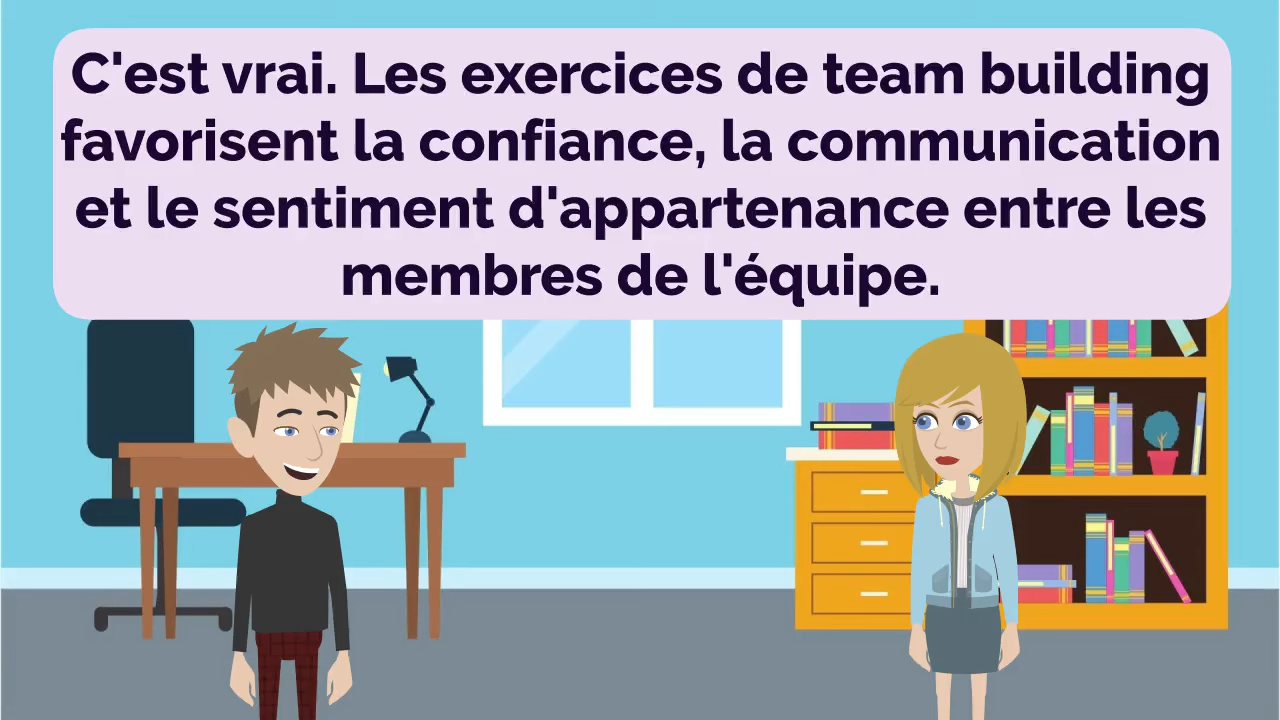 C'est vrai. Les exercices de team building
favorisent la confiance, la communication
et le sentiment d'appartenance entre les
membres de l'équipe.